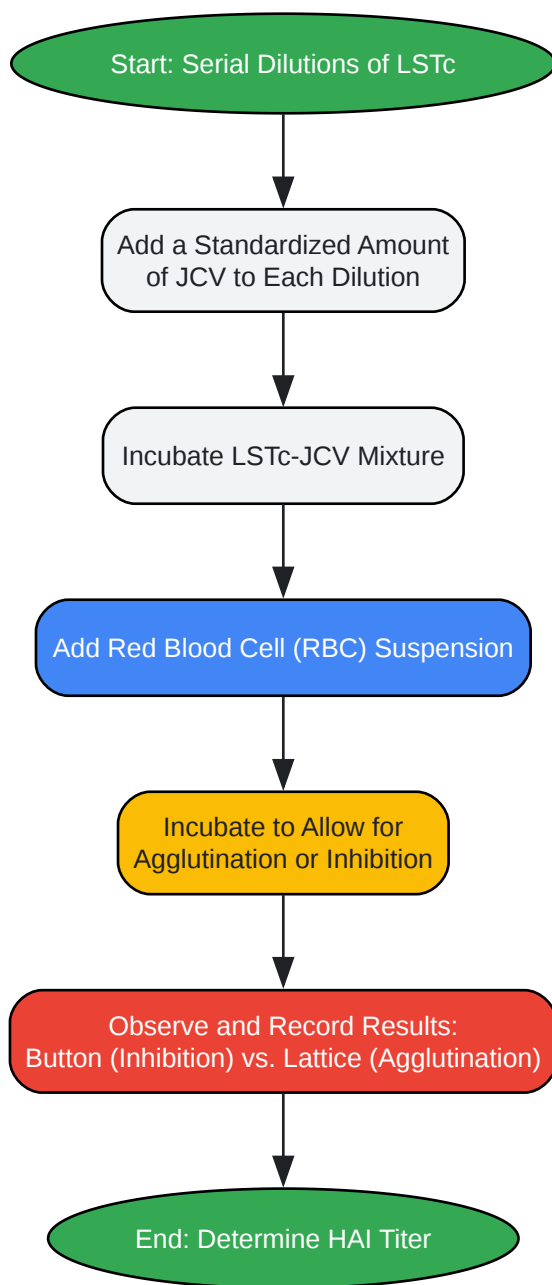 Start: Serial Dilutions of LSTc
Add a Standardized Amount
of JCV to Each Dilution
Incubate LSTc-JCV Mixture
Add Red Blood Cell (RBC) Suspension
Incubate to Allow for
Agglutination or Inhibition
Observe and Record Results:
Button (Inhibition) vs. Lattice (Agglutination)
End: Determine HAI Titer